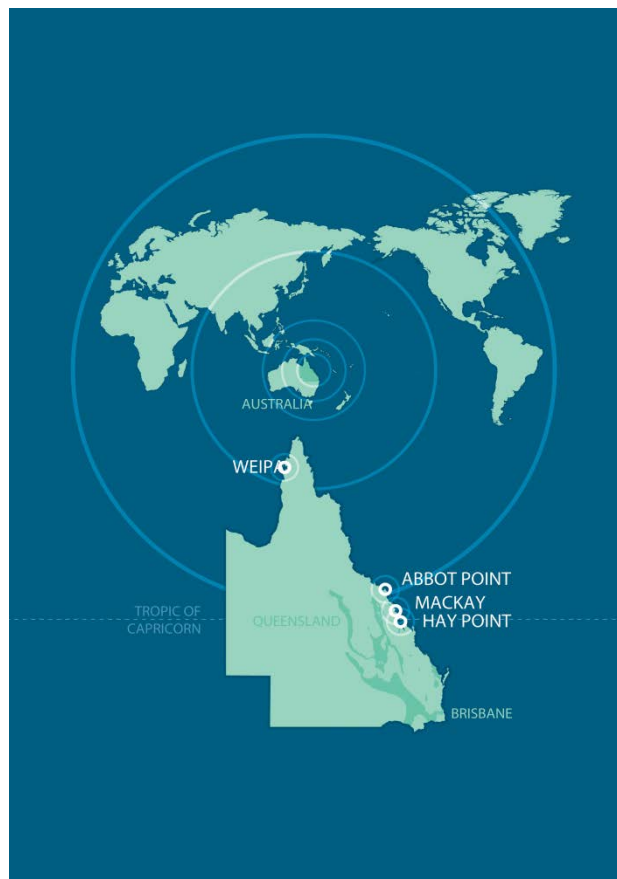 AUSTRALIA
WEIPA
ABBOT POINT
MACKAY
TROPIC OF
CAPRICORN
QUEENSLAND
HAY POINT
BRISBANE